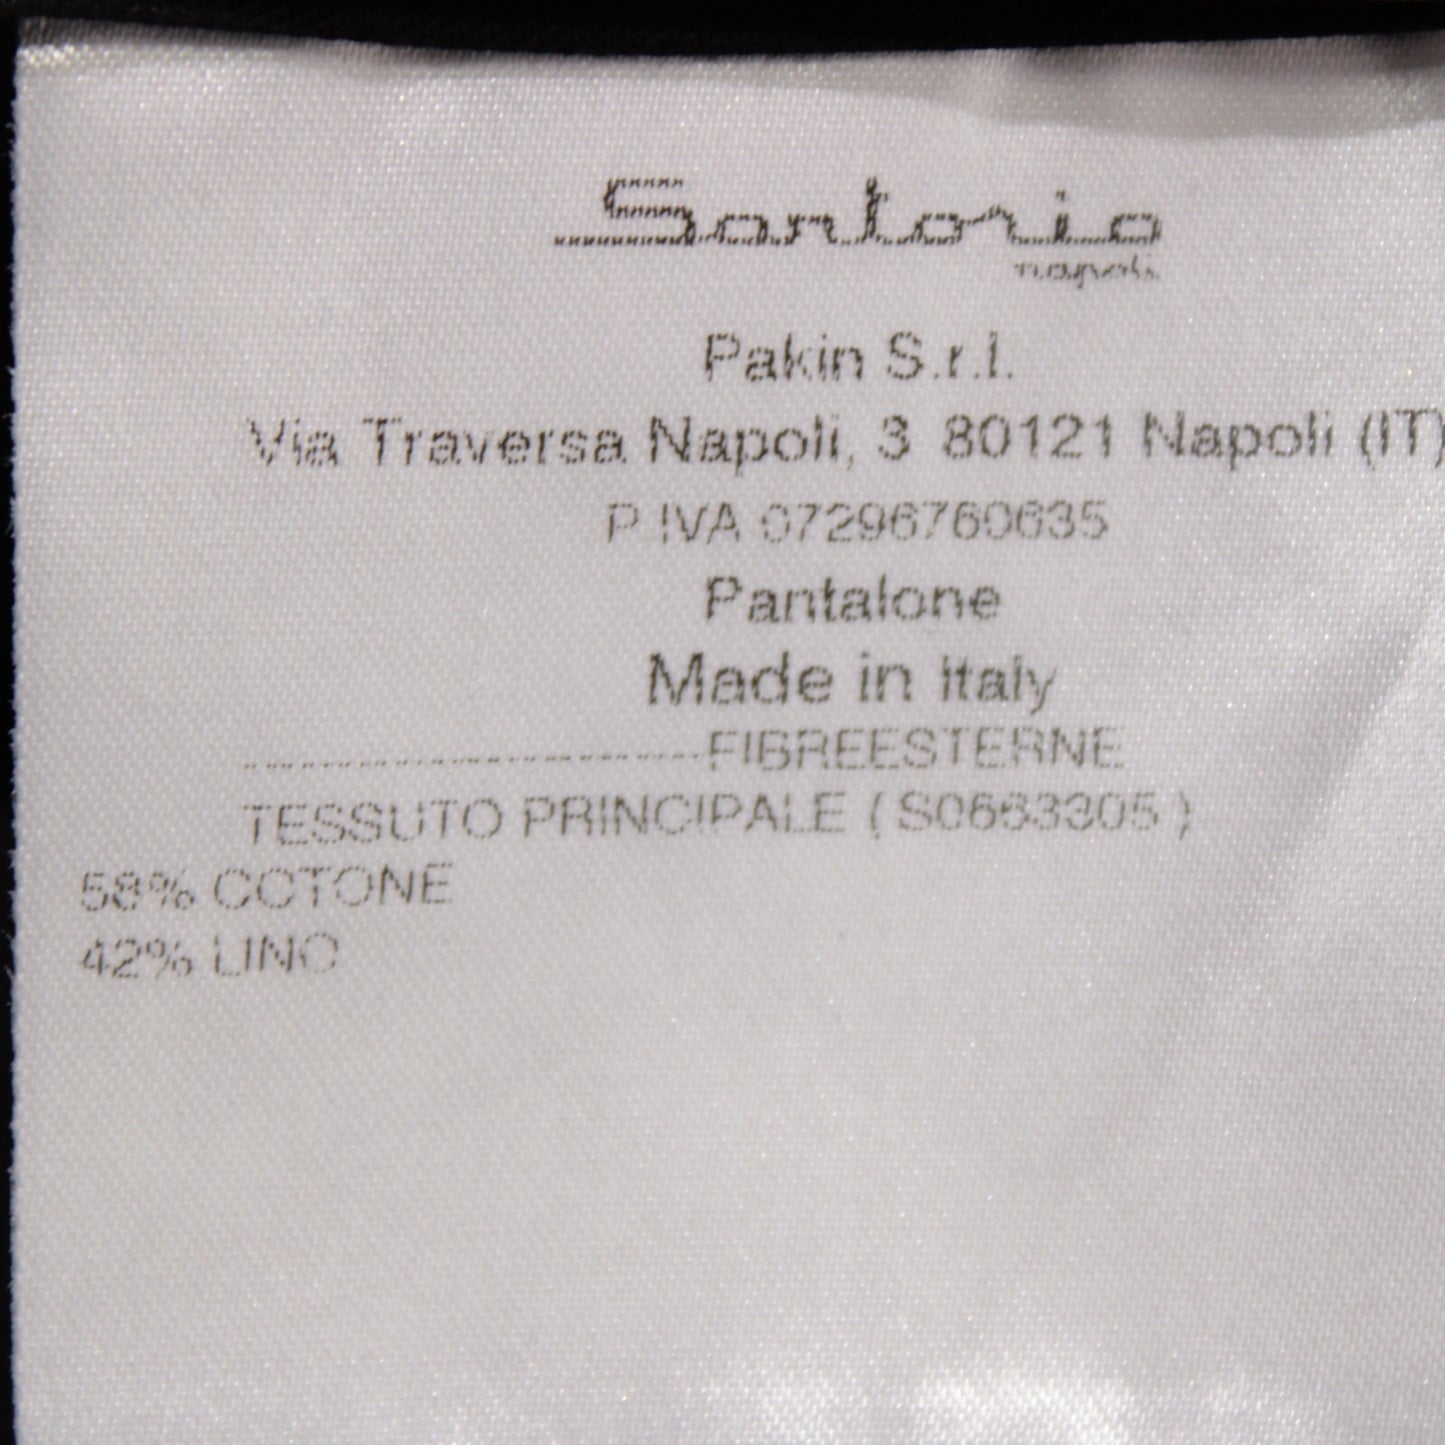 Sartorio
napoli
Pakin S.r.l.
Via Traversa Napoli, 3 80121 Napoli (IT)
P IVA 07296760635
Pantalone
Made in Italy
------------------------FIBREESTERNE
TESSUTO PRINCIPALE ( S0663305 )
58% COTONE
42% LINO